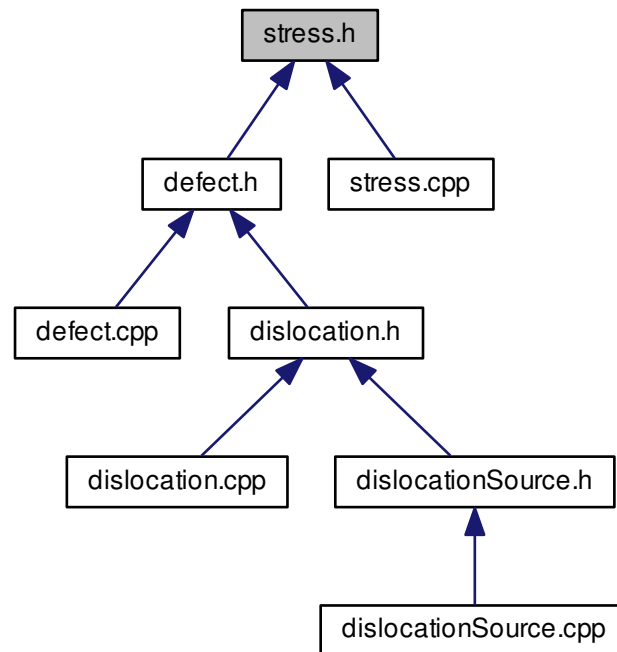 stress.h
defect.h
stress.cpp
defect.cpp
dislocation.h
dislocation.cpp
dislocationSource.h
dislocationSource.cpp